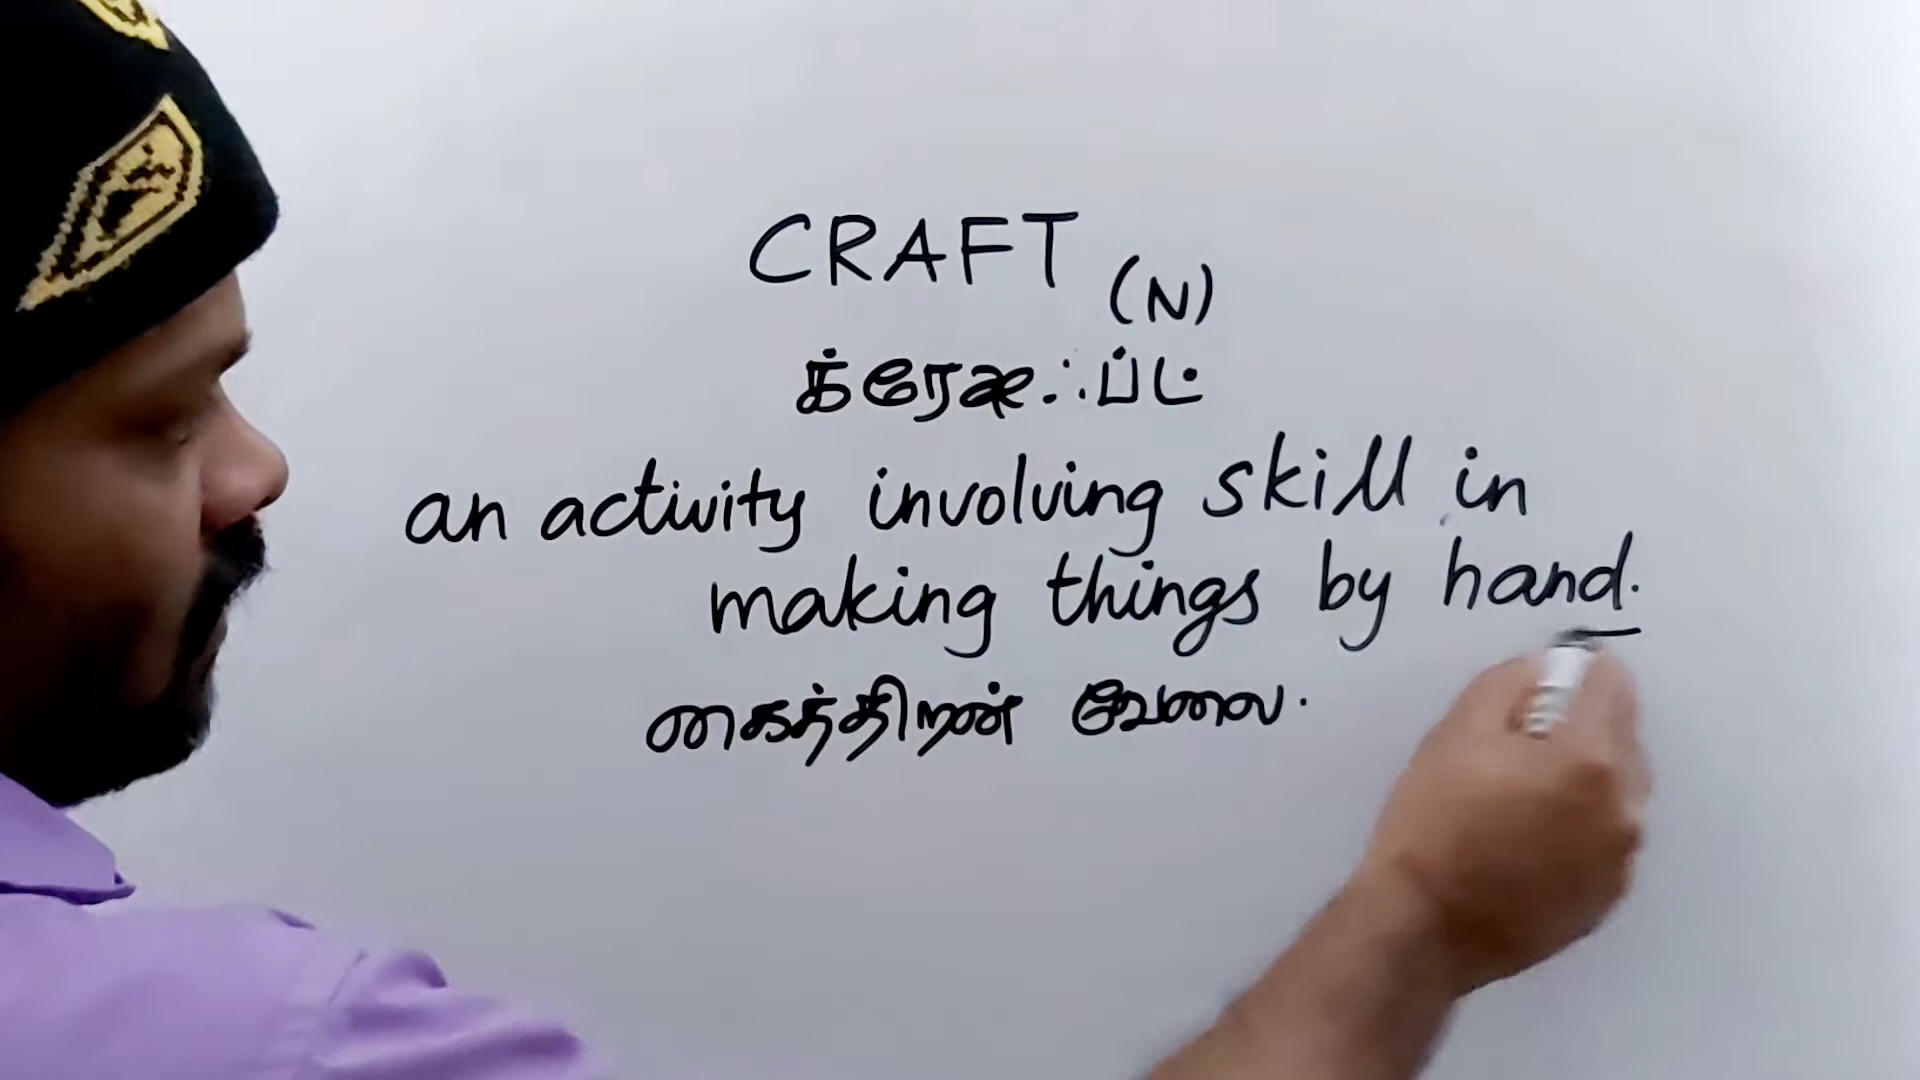 CRAFT (N)
க்ரேஃப்ட்
an activity involving skill in
making things by hand.
கைத்திறன் வேலை.